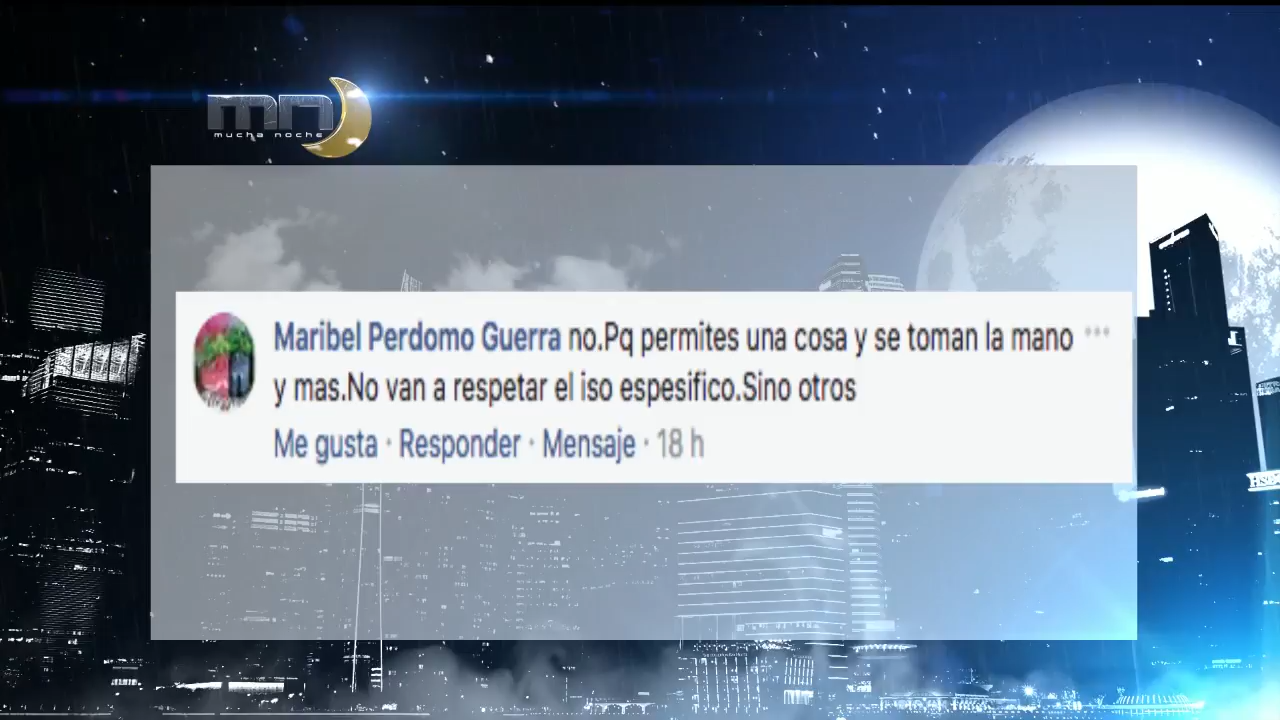 mn
mucha noche
Maribel Perdomo Guerra no.Pq permites una cosa y se toman la mano
y mas.No van a respetar el iso espesifico.Sino otros
Me gusta · Responder · Mensaje · 18 h